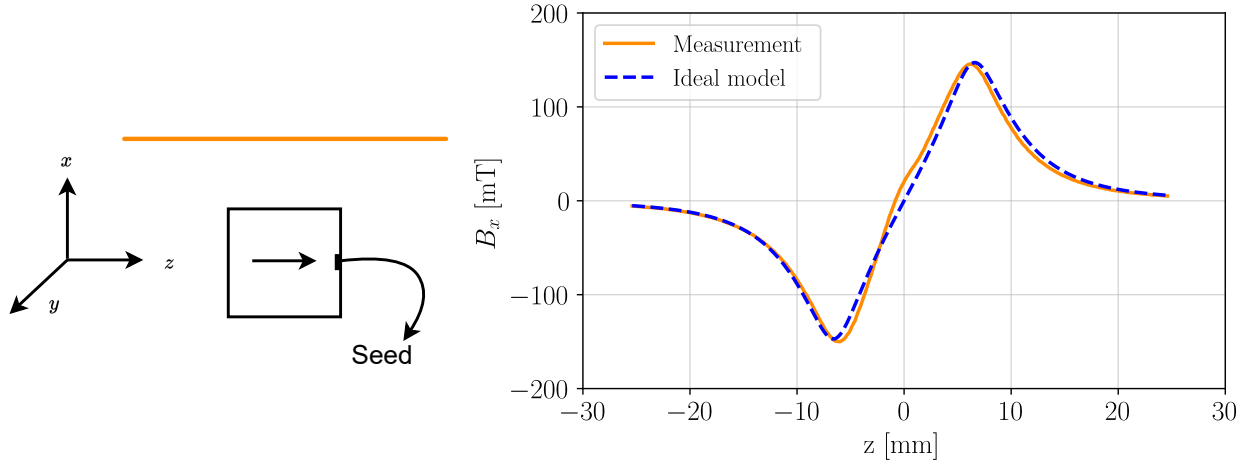 x
z
y
Seed
Measurement
Ideal model
200
100
0
−100
−200
B_x [mT]
−30 −20 −10 0 10 20 30
z [mm]